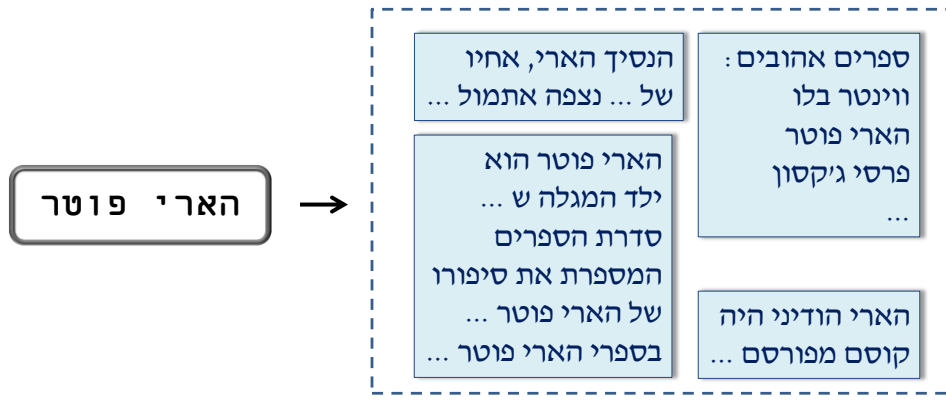 הארי פוטר
ספרים אהובים:
ווינטר בלו
הארי פוטר
פרסי ג'קסון
...
הנסיך הארי, אחיו
של ... נצפה אתמול ...
הארי פוטר הוא
ילד המגלה ש ...
סדרת הספרים
המספרת את סיפורו
של הארי פוטר ...
בספרי הארי פוטר ...
הארי הודיני היה
קוסם מפורסם ...